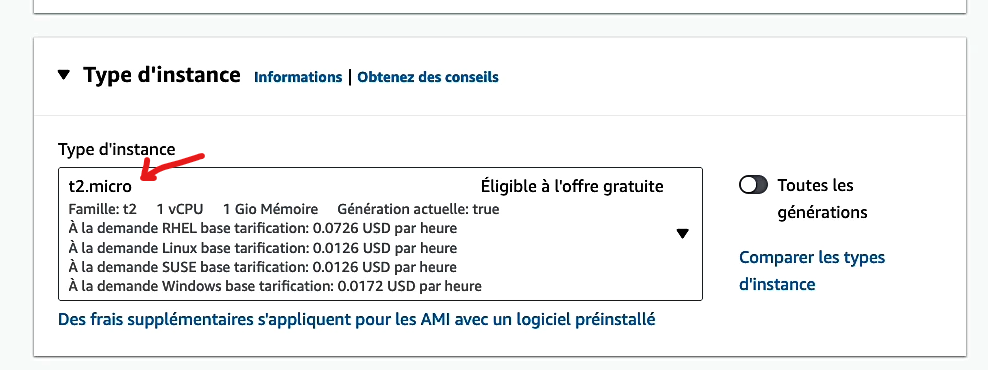 Type d'instance Informations | Obtenez des conseils
Type d'instance
t2.micro Éligible à l'offre gratuite
Famille: t2 1 vCPU 1 Gio Mémoire Génération actuelle: true
À la demande RHEL base tarification: 0.0726 USD par heure
À la demande Linux base tarification: 0.0126 USD par heure
À la demande SUSE base tarification: 0.0126 USD par heure
À la demande Windows base tarification: 0.0172 USD par heure
Toutes les
générations
Comparer les types
d'instance
Des frais supplémentaires s'appliquent pour les AMI avec un logiciel préinstallé